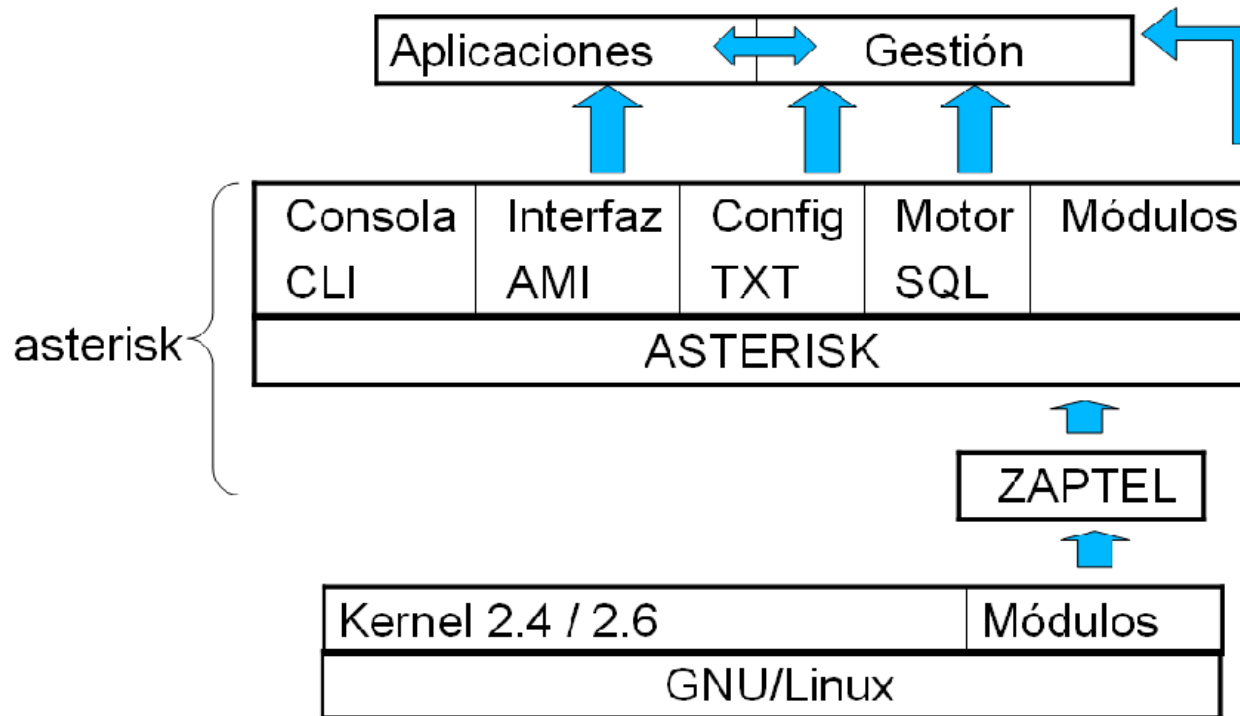 Aplicaciones Gestión
Consola Interfaz Config Motor Módulos
CLI AMI TXT SQL
asterisk
ASTERISK
ZAPTEL
Kernel 2.4 / 2.6 Módulos
GNU/Linux